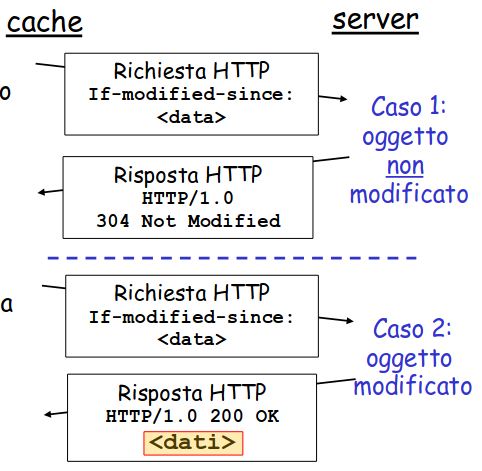 cache
server
Richiesta HTTP
If-modified-since:
<data>
o
Caso 1:
oggetto
non
modificato
Risposta HTTP
HTTP/1.0
304 Not Modified
Richiesta HTTP
If-modified-since:
<data>
a
Caso 2:
oggetto
modificato
Risposta HTTP
HTTP/1.0 200 OK
<dati>